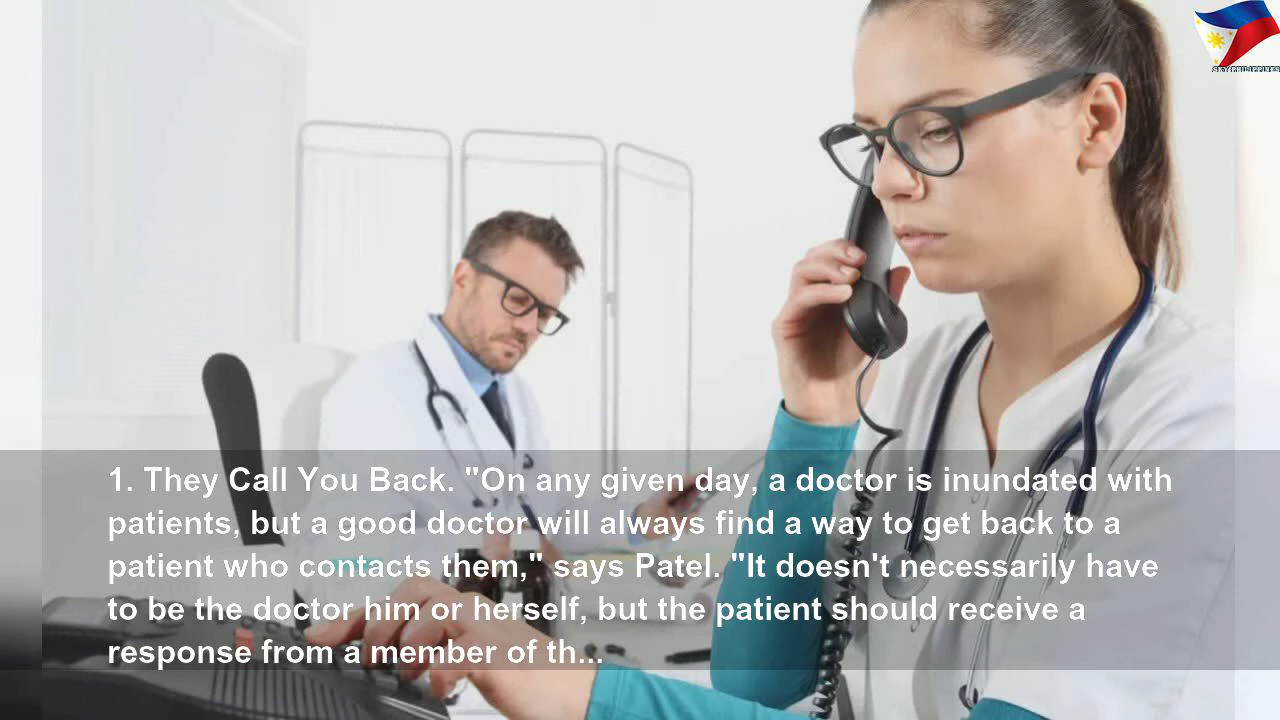 SKYPHILIPPINES
1. They Call You Back. "On any given day, a doctor is inundated with
patients, but a good doctor will always find a way to get back to a
patient who contacts them," says Patel. "It doesn't necessarily have
to be the doctor him or herself, but the patient should receive a
response from a member of th...